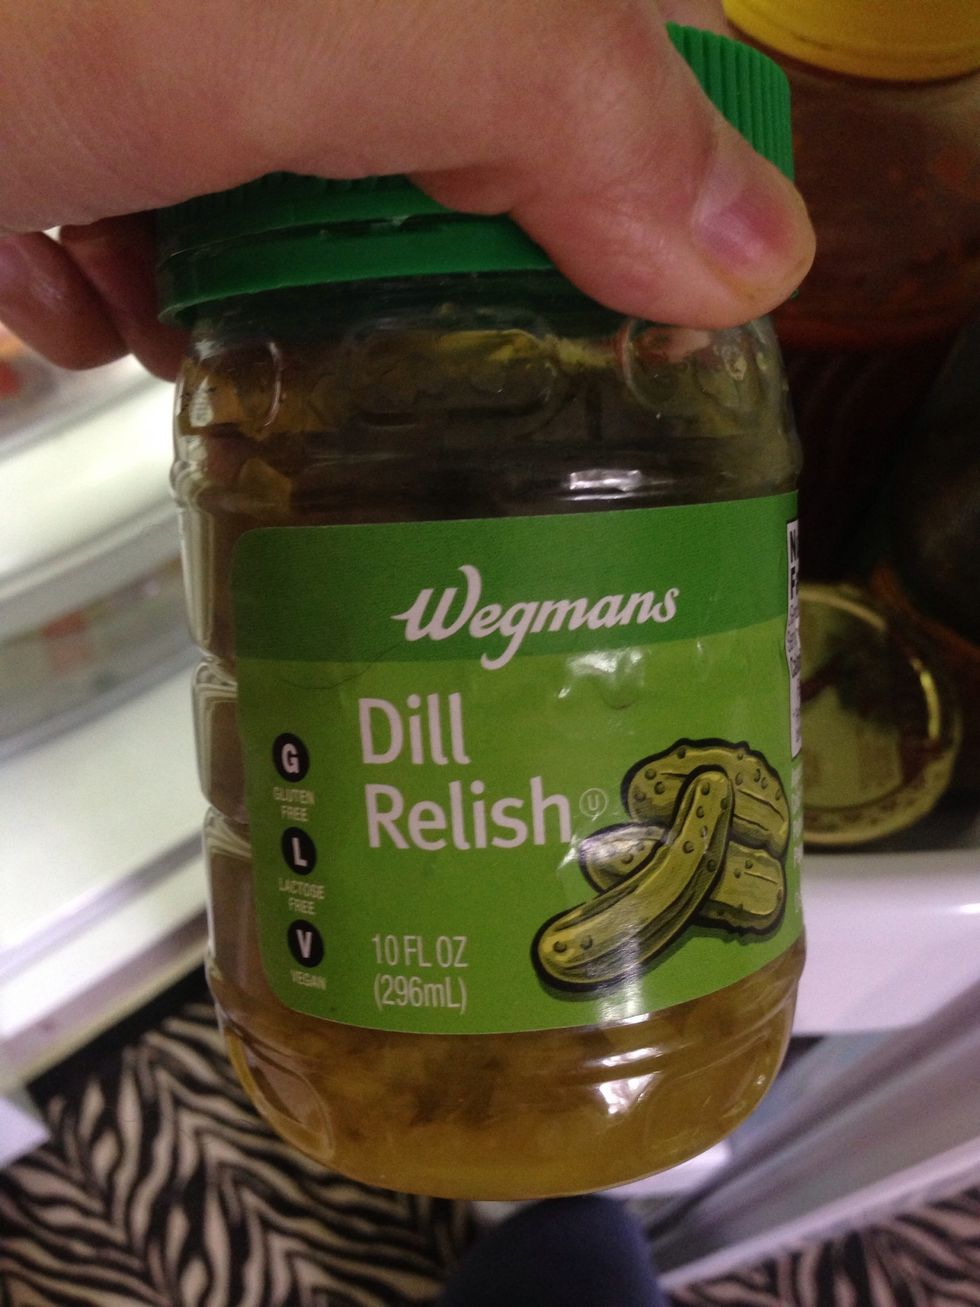 Wegmans
Dill
Relish
U
G
GLUTEN
FREE
L
LACTOSE
FREE
V
VEGAN
10 FL OZ
(296mL)